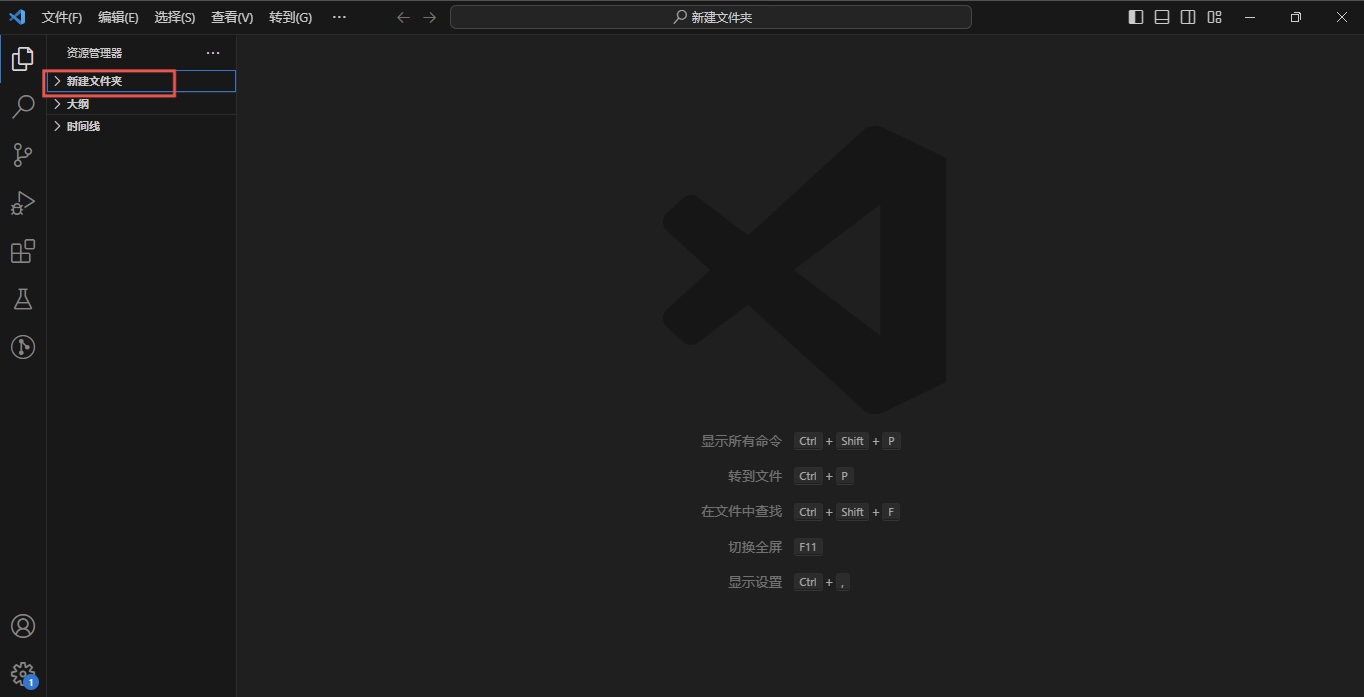 文件(F) 编辑(E) 选择(S) 查看(V) 转到(G) ··· 新建文件夹
资源管理器 ···
新建文件夹
大纲
时间线
显示所有命令 Ctrl + Shift + P
转到文件 Ctrl + P
在文件中查找 Ctrl + Shift + F
切换全屏 F11
显示设置 Ctrl + ,
1